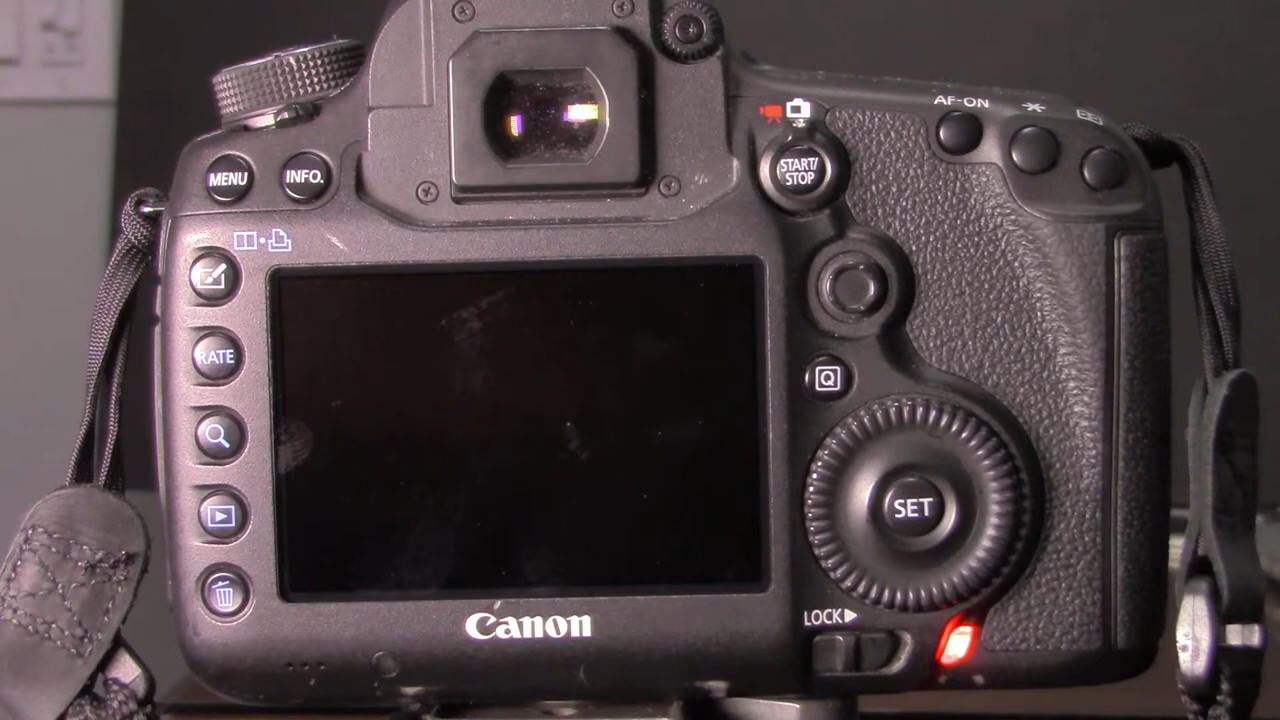 AF-ON
START/
STOP
MENU
INFO.
RATE
Q
SET
Canon
LOCK